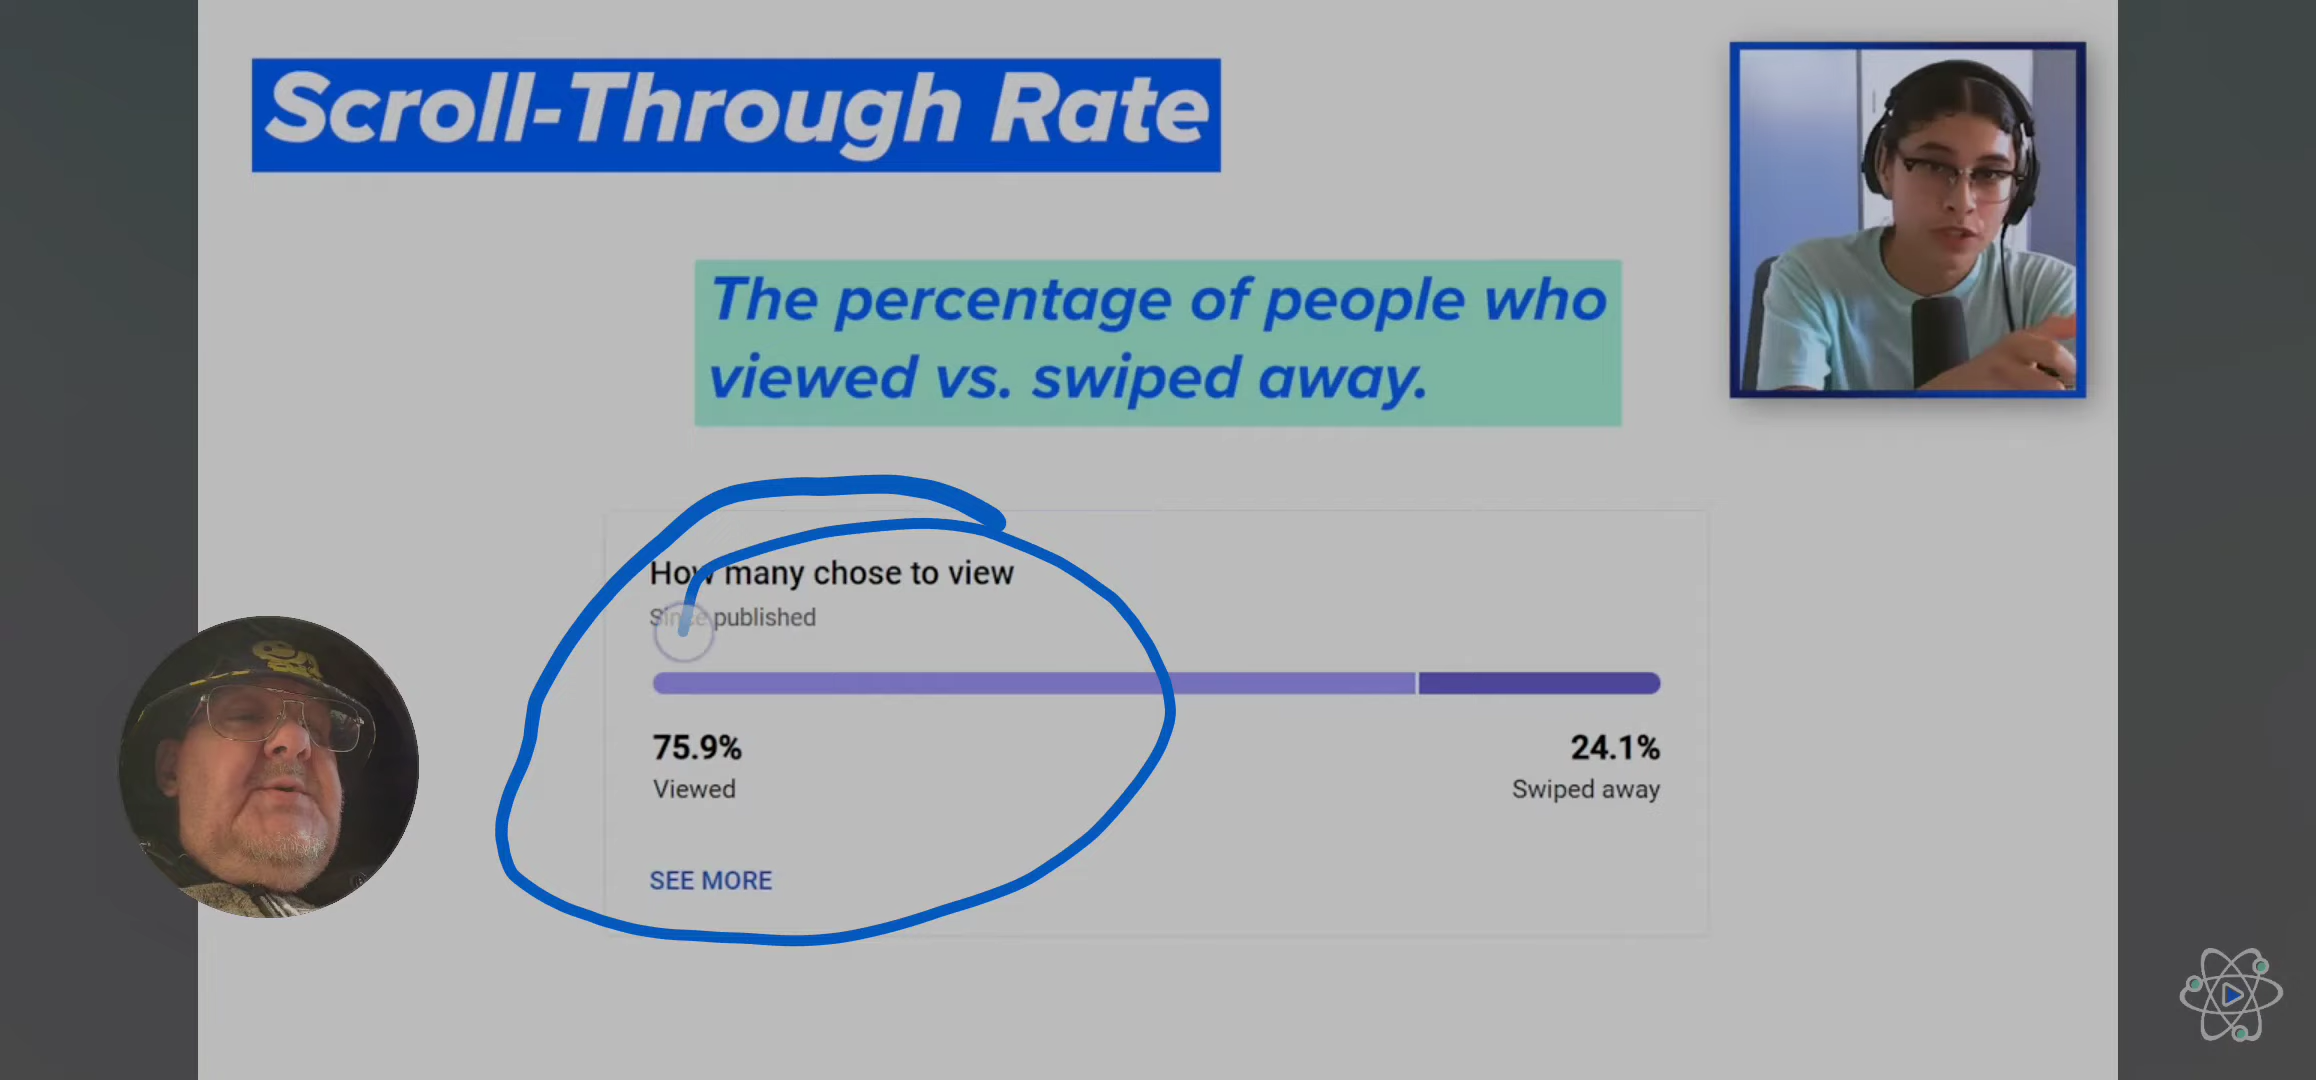 Scroll-Through Rate
The percentage of people who
viewed vs. swiped away.
How many chose to view
Since published
75.9%
24.1%
Viewed
Swiped away
SEE MORE